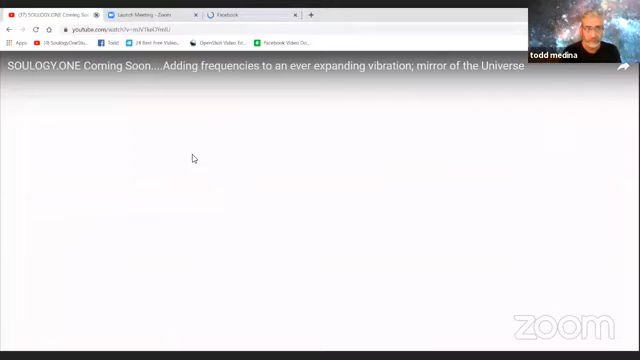 (37) SOULOGY.ONE Coming Soon
Launch Meeting - Zoom
Facebook
youtube.com/watch?v=
Apps
Todd
24 Best Free Video...
OpenShot Video Ed...
Facebook Video Do...
SOULOGY.ONE Coming Soon....Adding frequencies to an ever expanding vibration; mirror of the Universe
todd medina
zoom